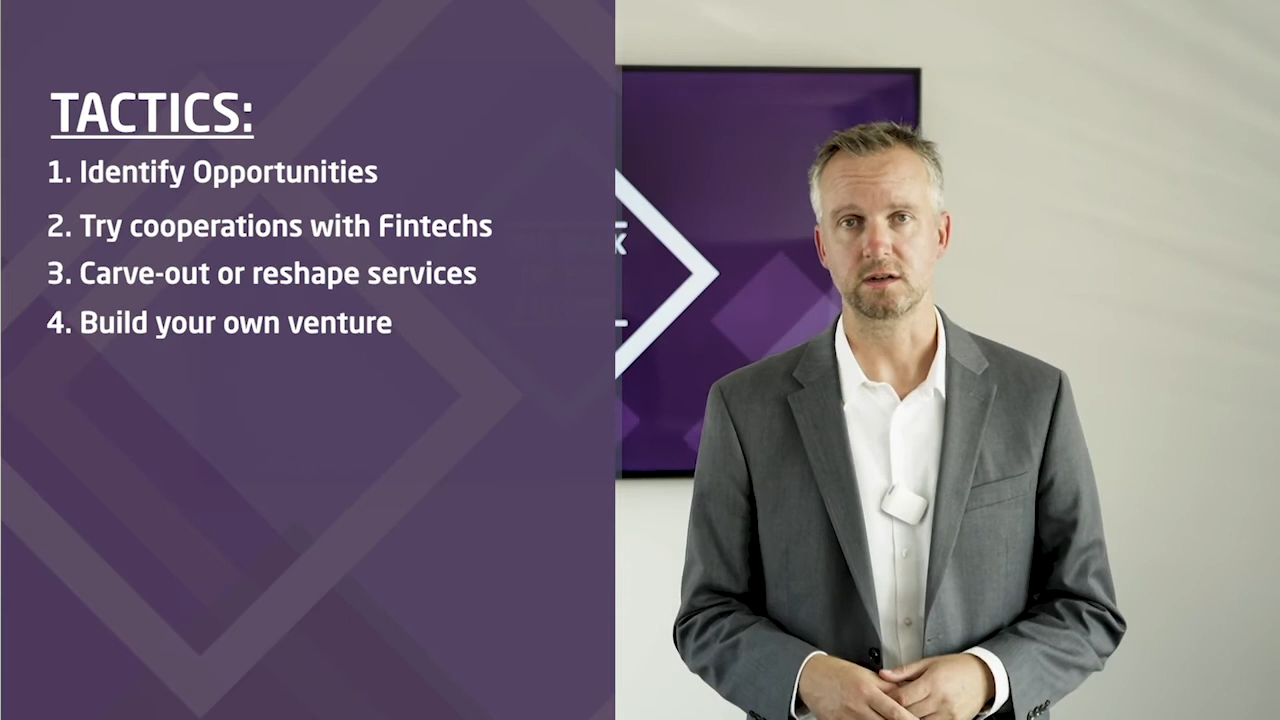 TACTICS:
1. Identify Opportunities
2. Try cooperations with Fintechs
3. Carve-out or reshape services
4. Build your own venture